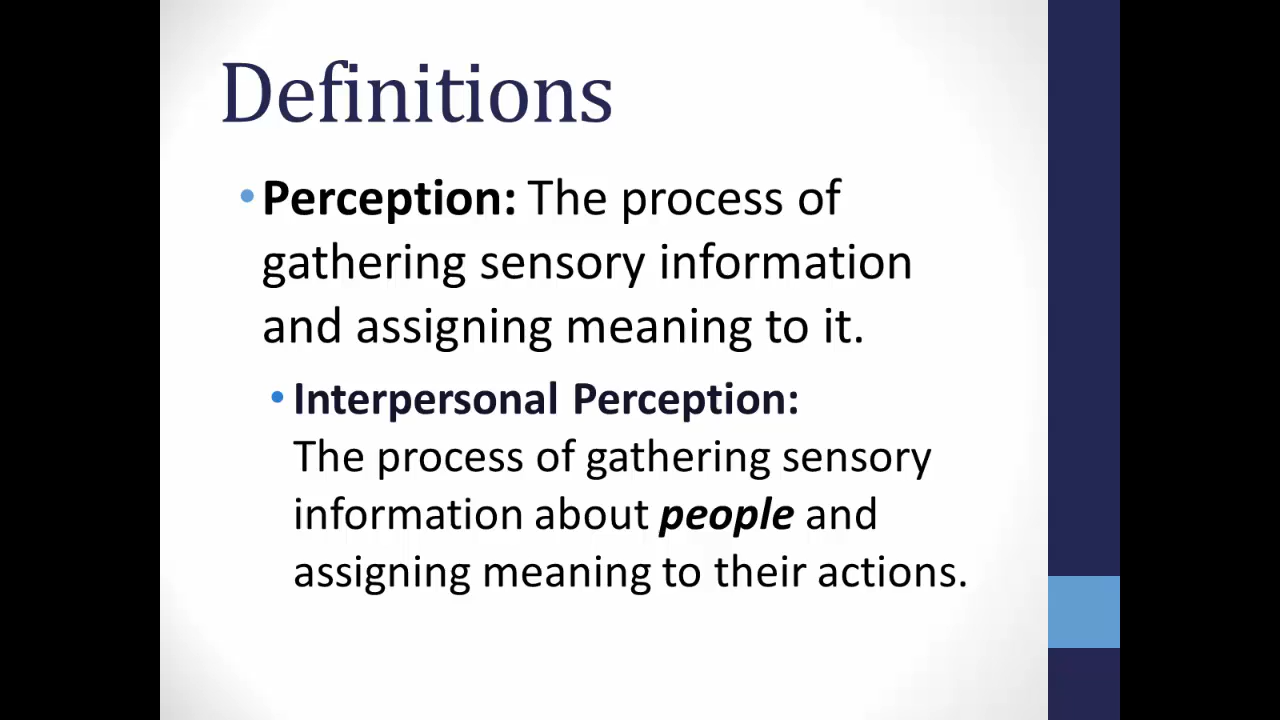 Definitions
• Perception: The process of
gathering sensory information
and assigning meaning to it.
• Interpersonal Perception:
The process of gathering sensory
information about people and
assigning meaning to their actions.